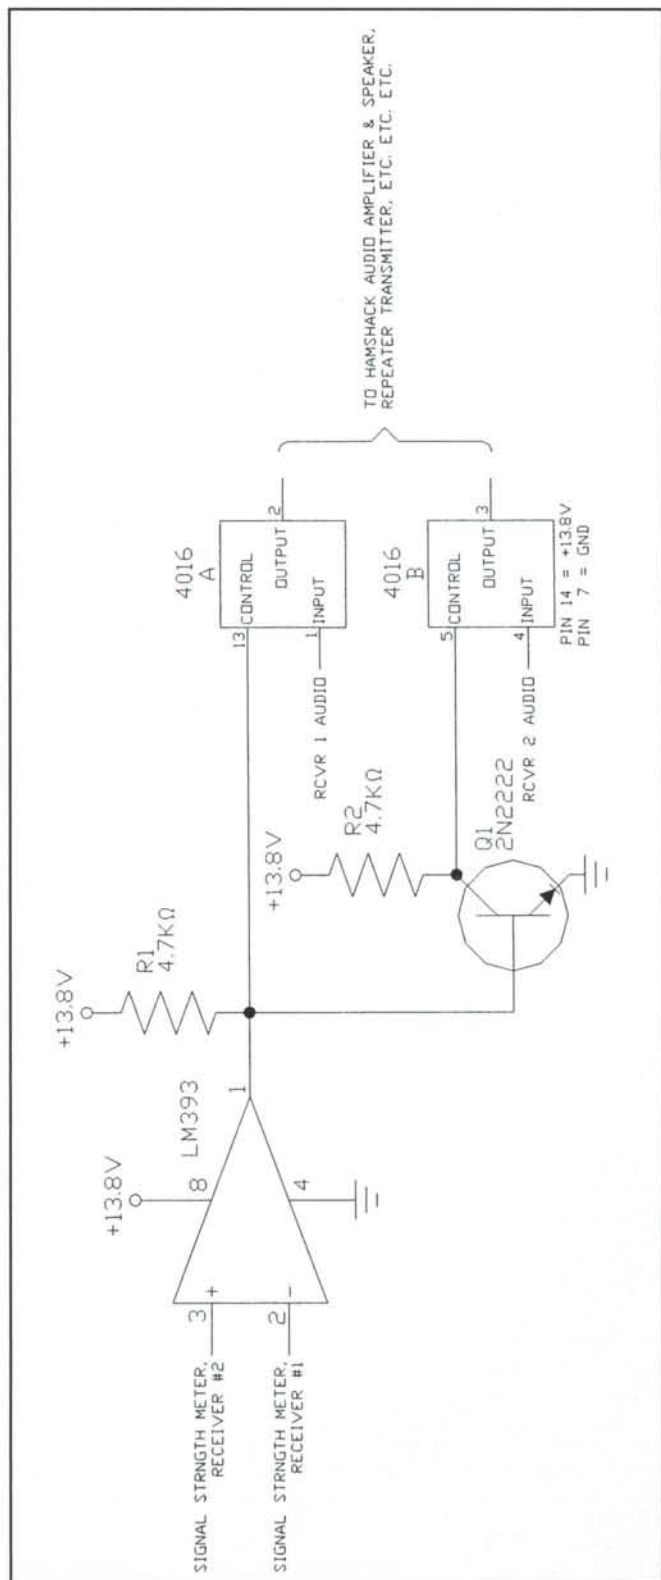 SIGNAL STRNGTH METER,
RECEIVER #2
SIGNAL STRNGTH METER,
RECEIVER #1
3
+
2
-
+13.8V
8
4
LM393
1
+13.8V
R1
4.7KΩ
+13.8V
R2
4.7KΩ
Q1
2N2222
4016
A
13
CONTROL
OUTPUT
2
1
INPUT
RCVR 1 AUDIO
4016
B
5
CONTROL
OUTPUT
3
4
INPUT
RCVR 2 AUDIO
PIN 14 = +13.8V
PIN 7 = GND
TO HAMSHACK AUDIO AMPLIFIER & SPEAKER,
REPEATER TRANSMITTER, ETC. ETC. ETC.